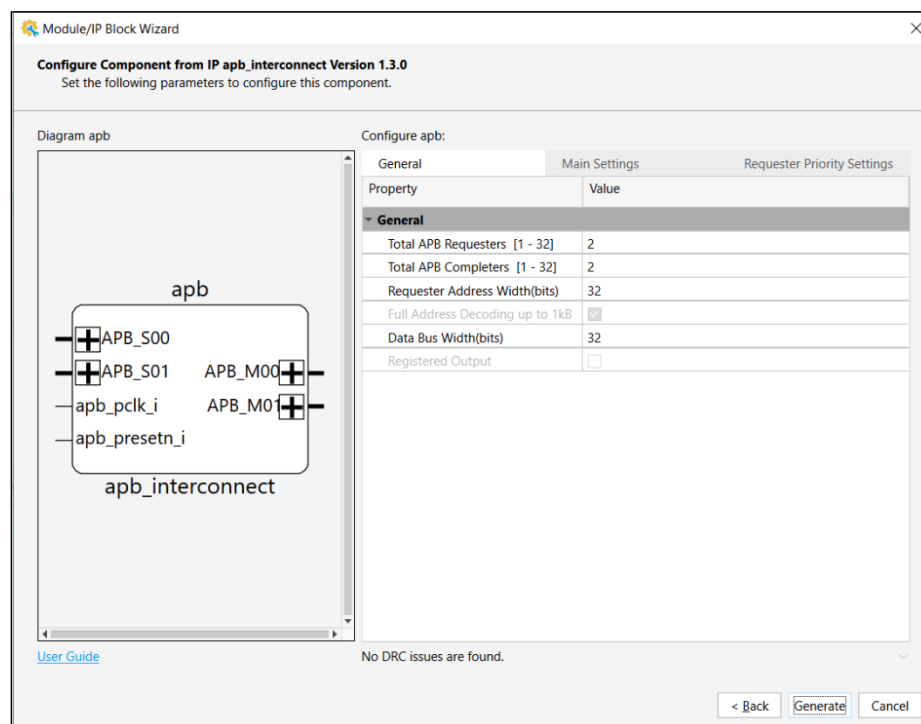 Module/IP Block Wizard
Configure Component from IP apb_interconnect Version 1.3.0
Set the following parameters to configure this component.
Diagram apb
Configure apb:
General Main Settings Requester Priority Settings
Property Value
General
Total APB Requesters [1 - 32] 2
Total APB Completers [1 - 32] 2
Requester Address Width(bits) 32
Full Address Decoding up to 1kB
Data Bus Width(bits) 32
Registered Output
apb
APB_S00
APB_S01 APB_M00
apb_pclk_i APB_M01
apb_presetn_i
apb_interconnect
User Guide
No DRC issues are found.
< Back Generate Cancel